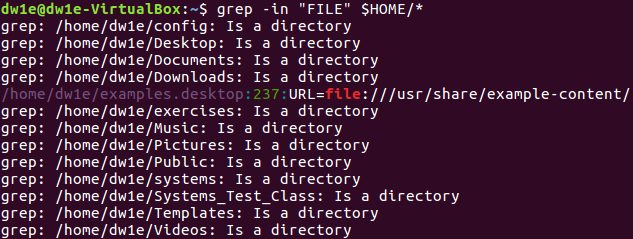 dw1e@dw1e-VirtualBox:~$ grep -in "FILE" $HOME/*
grep: /home/dw1e/config: Is a directory
grep: /home/dw1e/Desktop: Is a directory
grep: /home/dw1e/Documents: Is a directory
grep: /home/dw1e/Downloads: Is a directory
/home/dw1e/examples.desktop:237:URL=file:///usr/share/example-content/
grep: /home/dw1e/exercises: Is a directory
grep: /home/dw1e/Music: Is a directory
grep: /home/dw1e/Pictures: Is a directory
grep: /home/dw1e/Public: Is a directory
grep: /home/dw1e/systems: Is a directory
grep: /home/dw1e/Systems_Test_Class: Is a directory
grep: /home/dw1e/Templates: Is a directory
grep: /home/dw1e/Videos: Is a directory